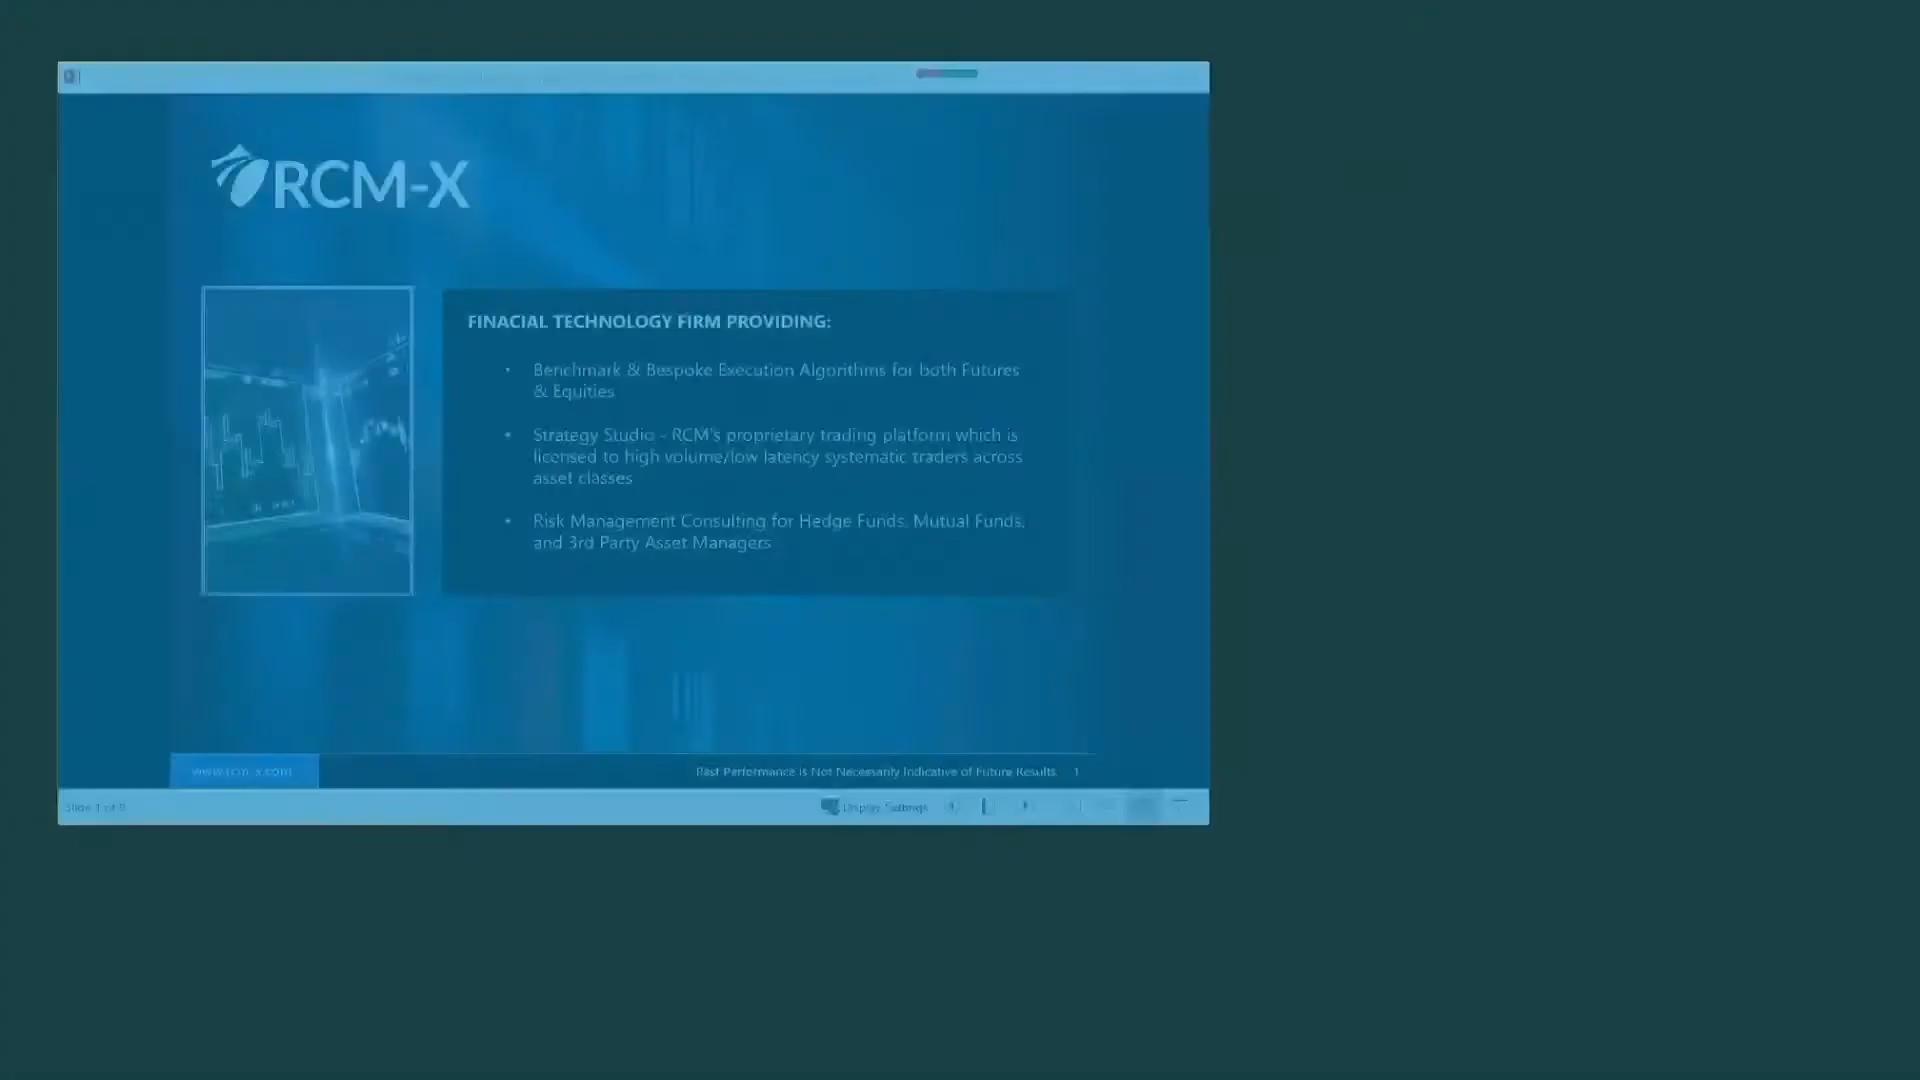 RCM-X
FINACIAL TECHNOLOGY FIRM PROVIDING:
• Benchmark & Bespoke Execution Algorithms for both Futures
& Equities
• Strategy Studio - RCM's proprietary trading platform which is
licensed to high volume/low latency systematic traders across
asset classes
• Risk Management Consulting for Hedge Funds, Mutual Funds,
and 3rd Party Asset Managers
www.rcm-x.com
Past Performance is Not Necessarily Indicative of Future Results
1
Display Settings